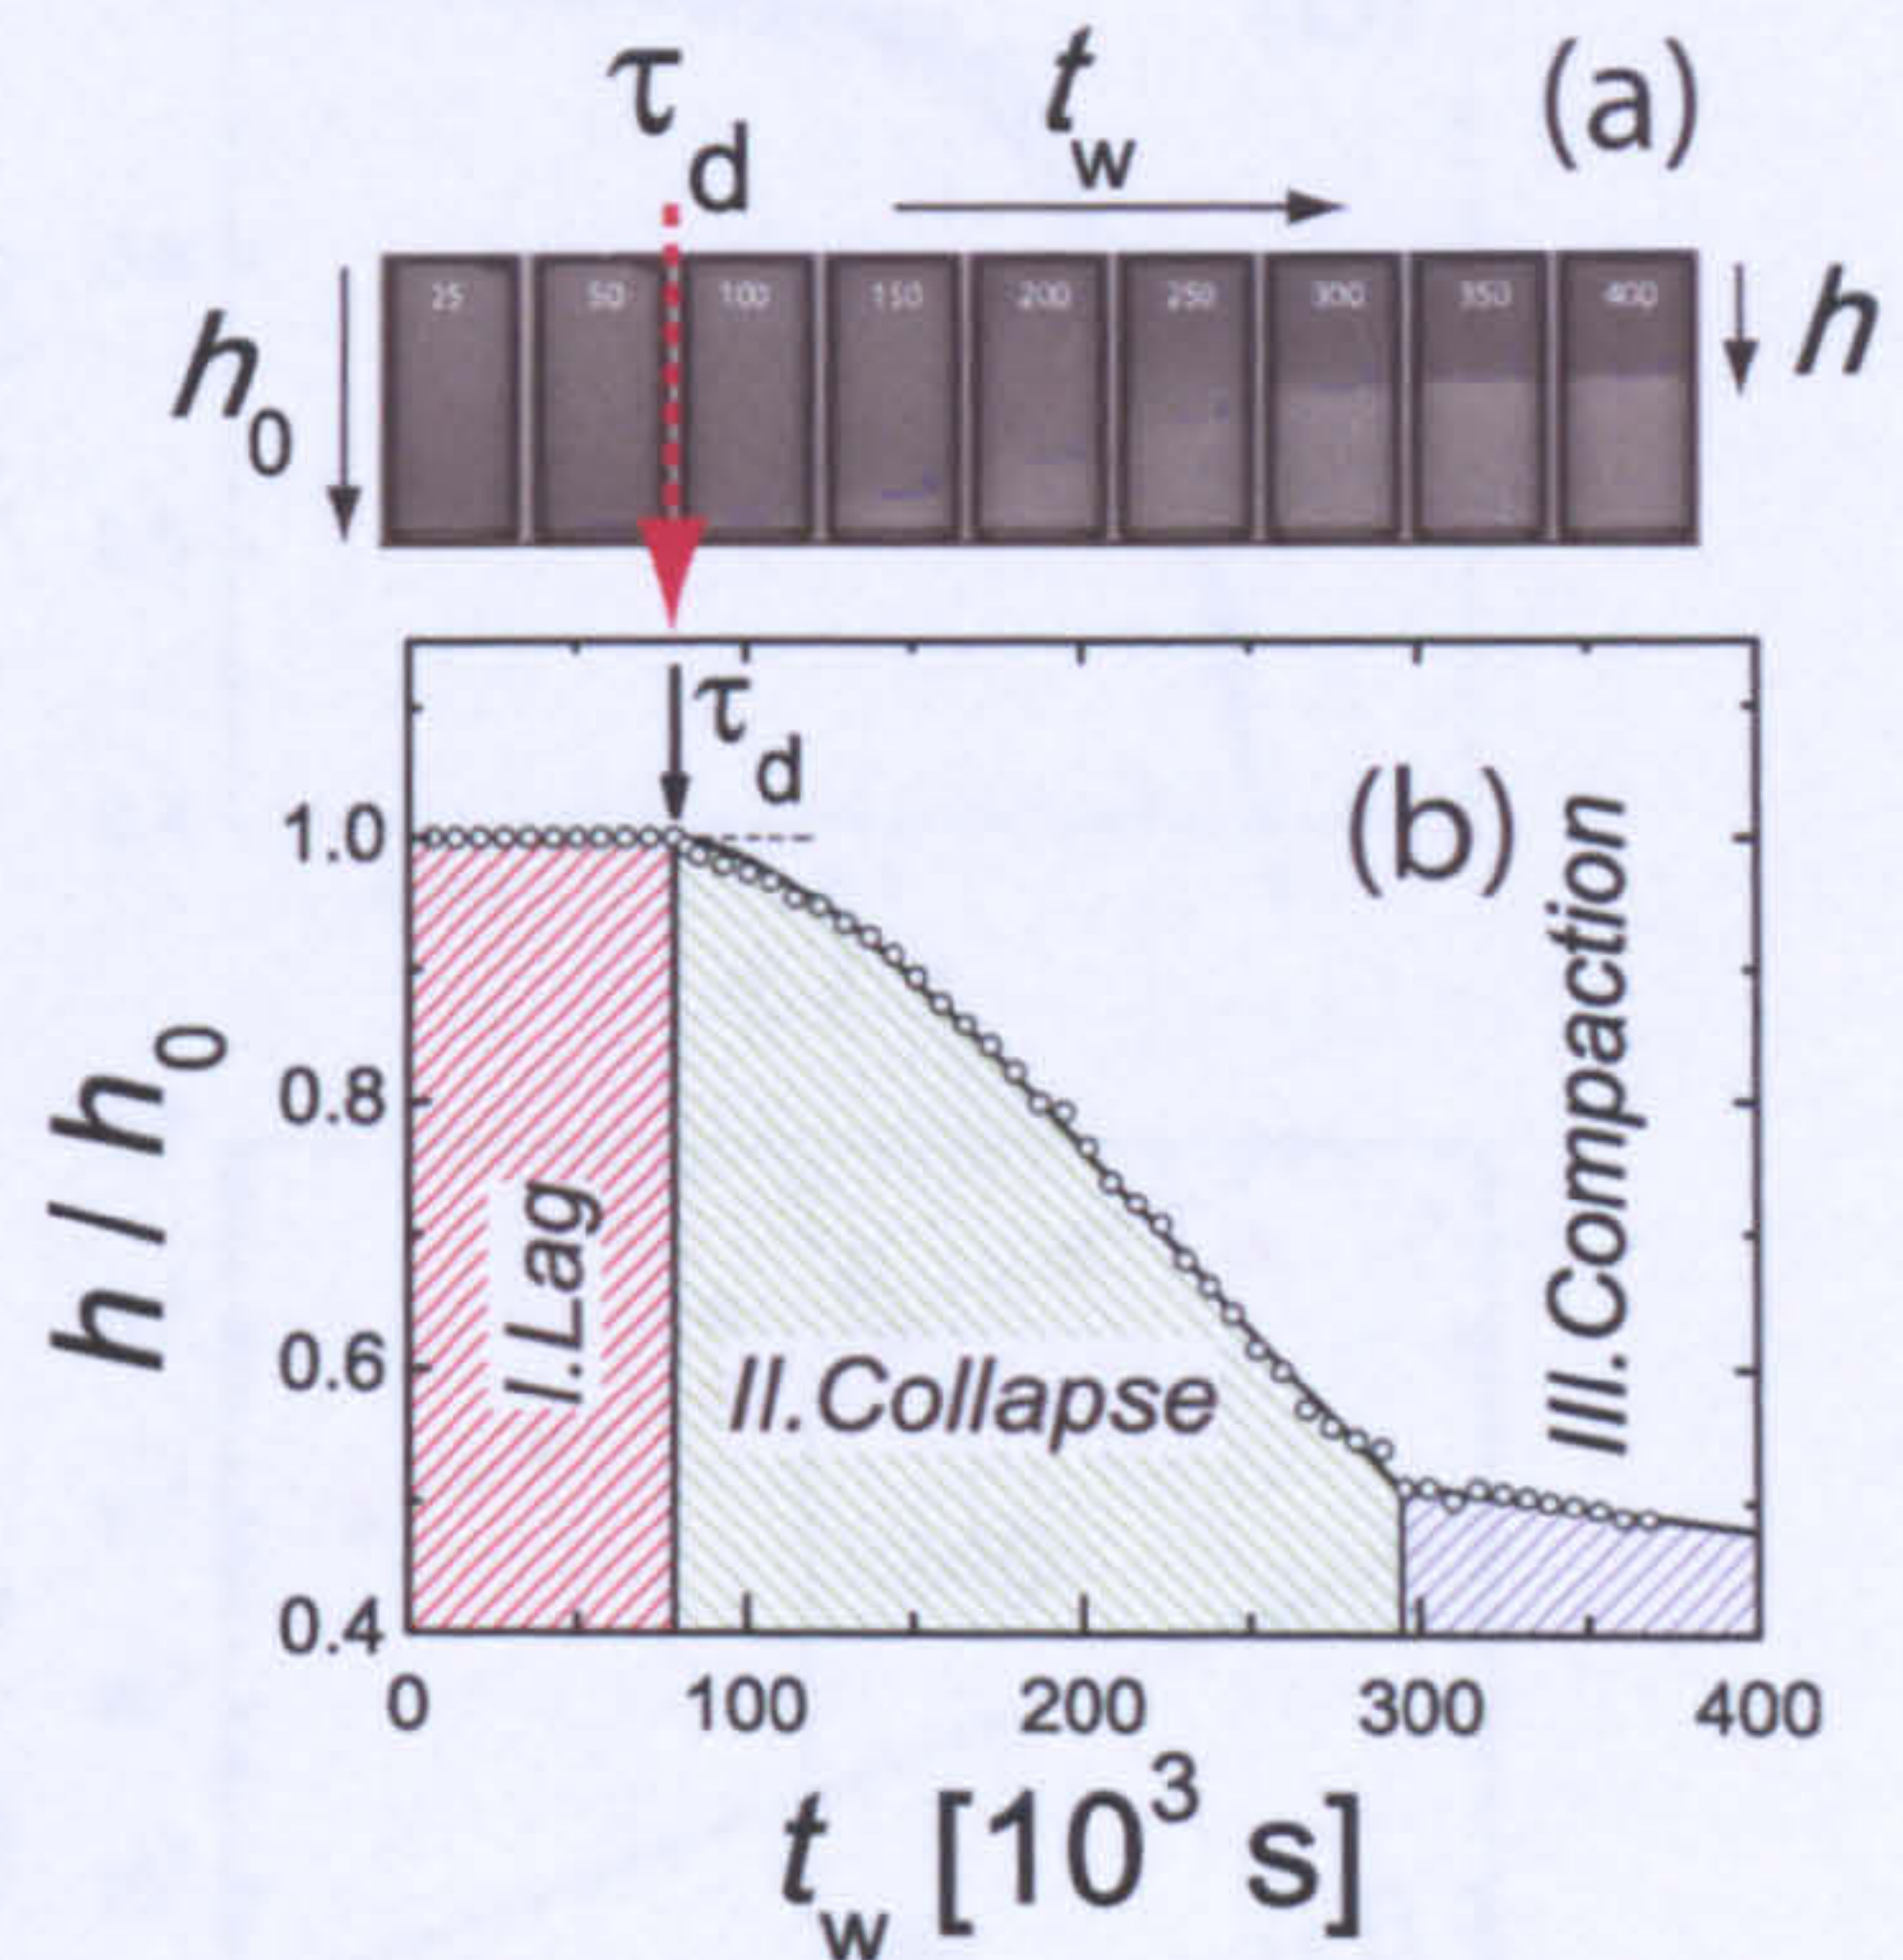 τd
tw
(a)
h0
25 50 100 150 200 250 300 350 400
h
τd
(b)
1.0
0.8
0.6
0.4
h / h0
I.Lag
II.Collapse
III.Compaction
0 100 200 300 400
tw [10³ s]